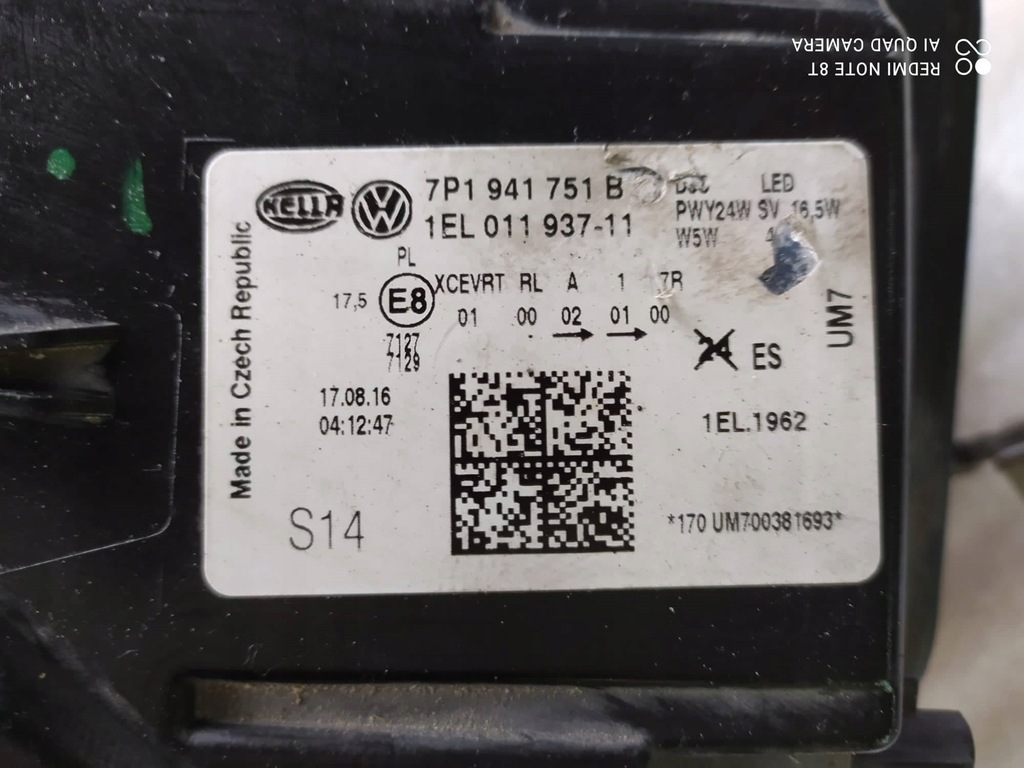 REDMI NOTE 8T
AI QUAD CAMERA
HELLA
VW
7P1 941 751 B
1EL 011 937-11
LED
PWY24W SV 16,5W
W5W
PL
17,5
E8
XCEVRT RL A 1 7R
01 00 02 01 00
7127
7129
17.08.16
04:12:47
S14
Made in Czech Republic
UM7
24 ES
1EL.1962
*170 UM700381693*